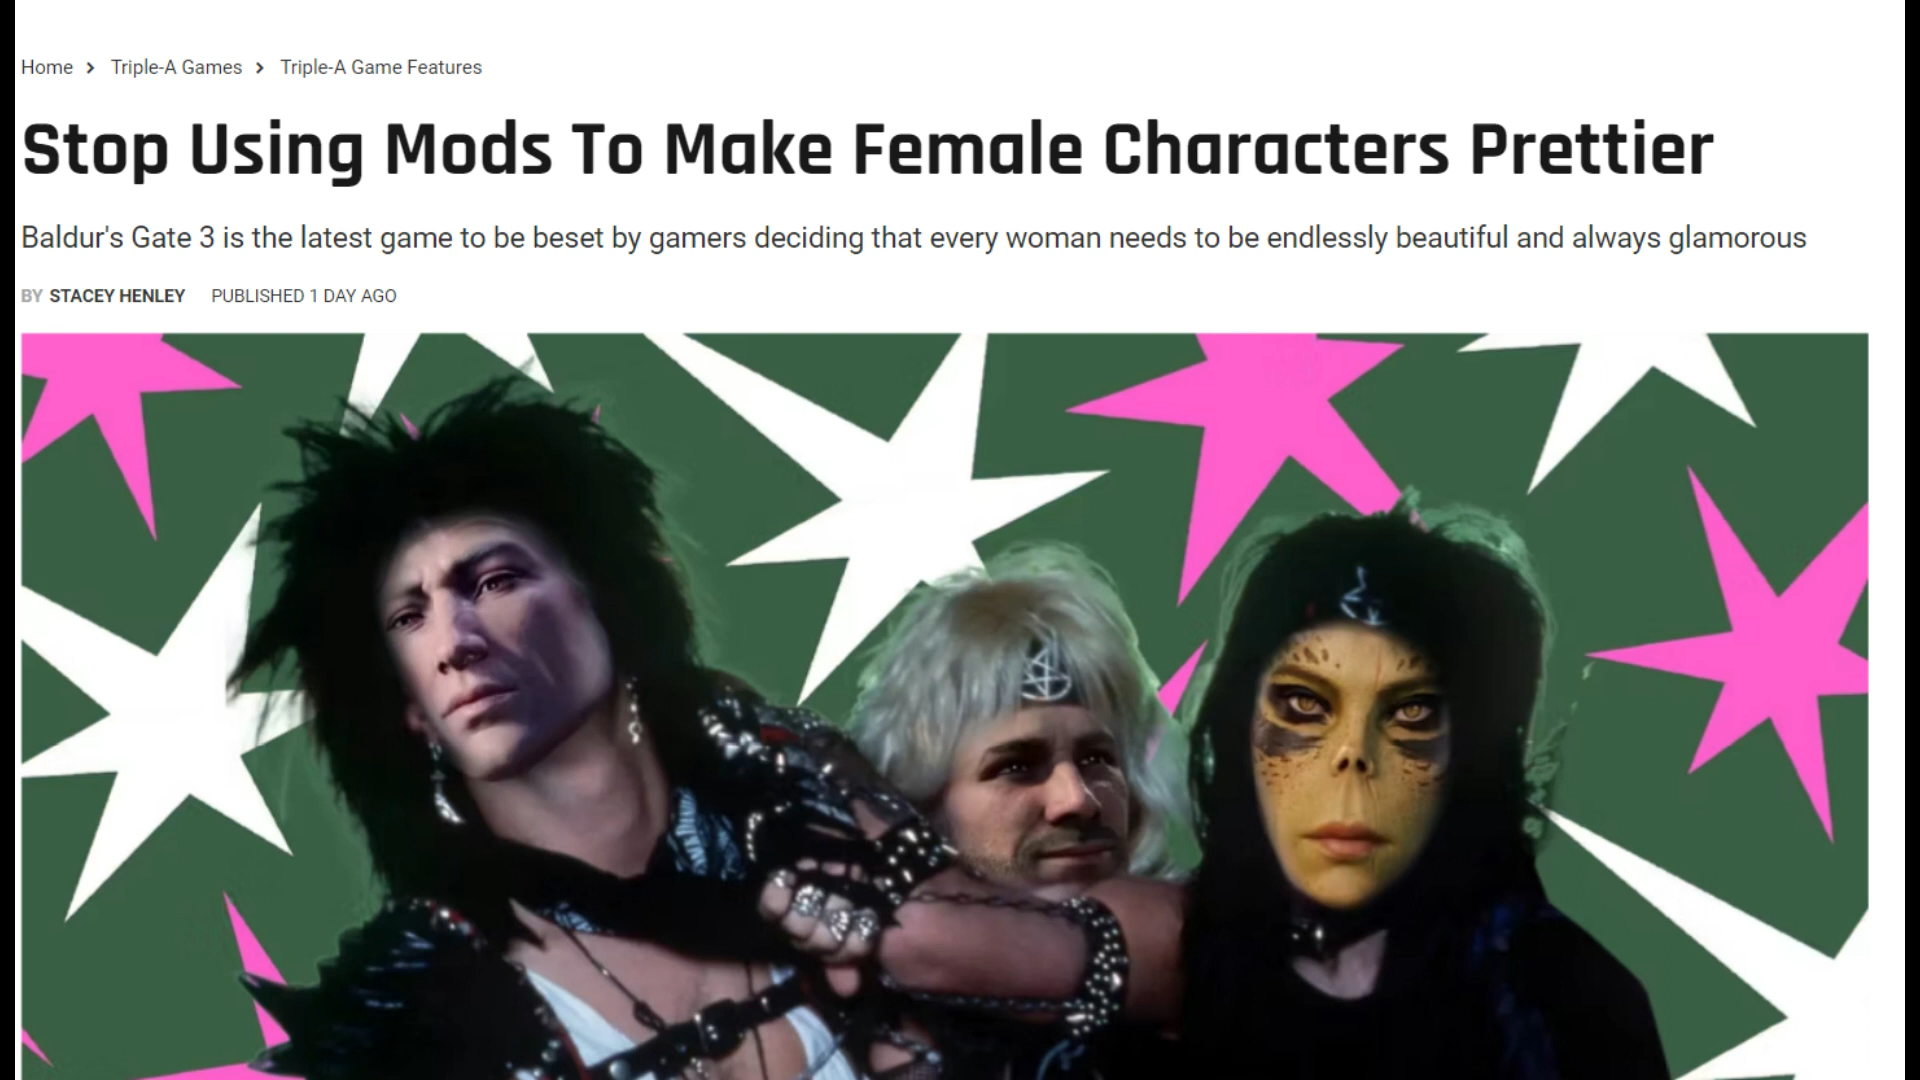 Home > Triple-A Games > Triple-A Game Features
Stop Using Mods To Make Female Characters Prettier
Baldur's Gate 3 is the latest game to be beset by gamers deciding that every woman needs to be endlessly beautiful and always glamorous
BY STACEY HENLEY PUBLISHED 1 DAY AGO